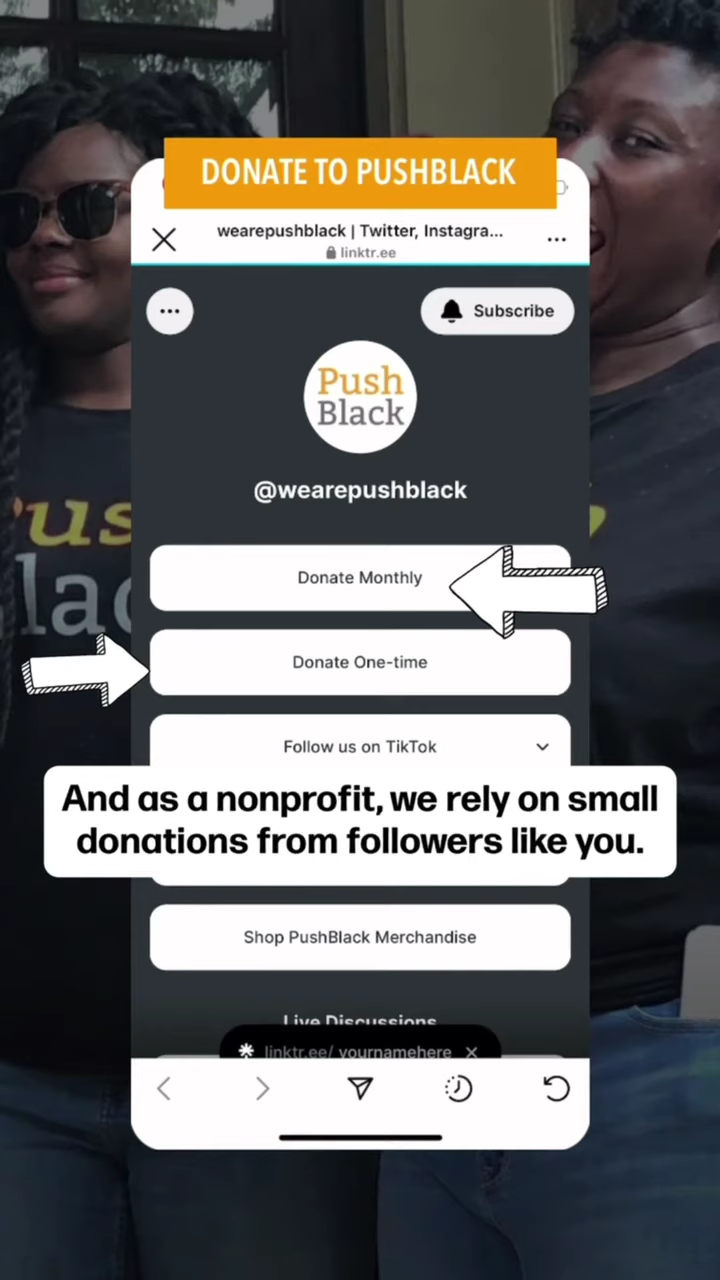 DONATE TO PUSHBLACK
wearepushblack | Twitter, Instagra...
linktr.ee
Subscribe
Push
Black
@wearepushblack
Donate Monthly
Donate One-time
Follow us on TikTok
And as a nonprofit, we rely on small
donations from followers like you.
Shop PushBlack Merchandise
Live Discussions
linktr.ee/ yournamehere